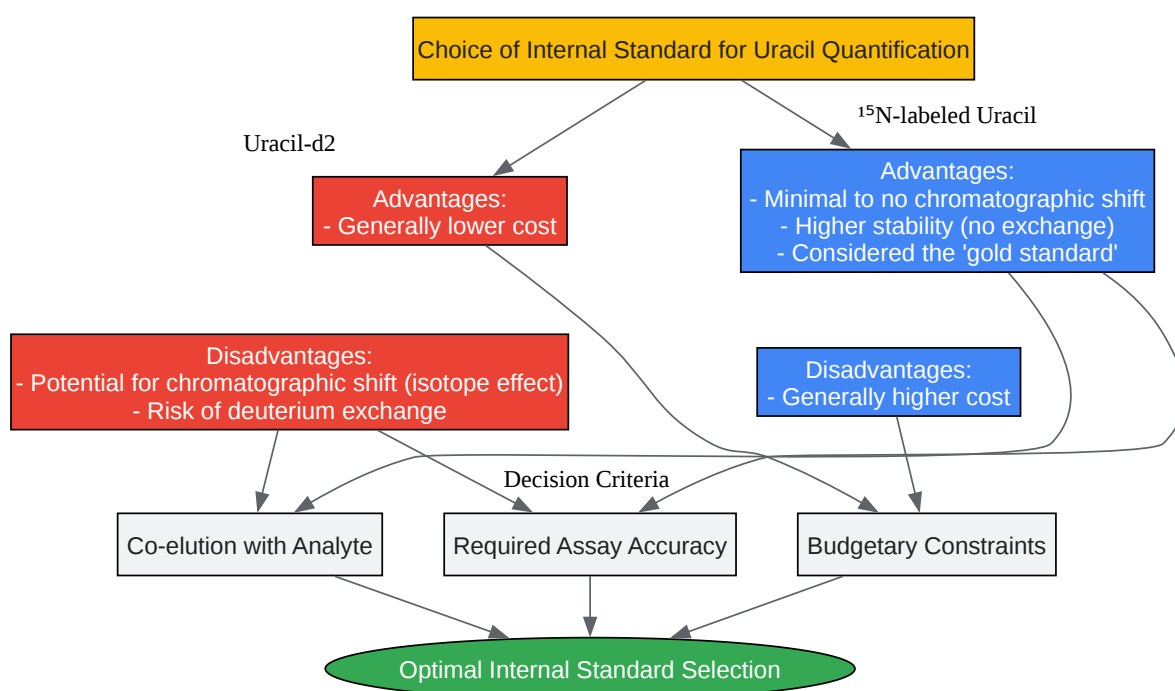 Choice of Internal Standard for Uracil Quantification
Uracil-d2
¹⁵N-labeled Uracil
Advantages:
- Generally lower cost
Advantages:
- Minimal to no chromatographic shift
- Higher stability (no exchange)
- Considered the 'gold standard'
Disadvantages:
- Potential for chromatographic shift (isotope effect)
- Risk of deuterium exchange
Disadvantages:
- Generally higher cost
Decision Criteria
Co-elution with Analyte
Required Assay Accuracy
Budgetary Constraints
Optimal Internal Standard Selection